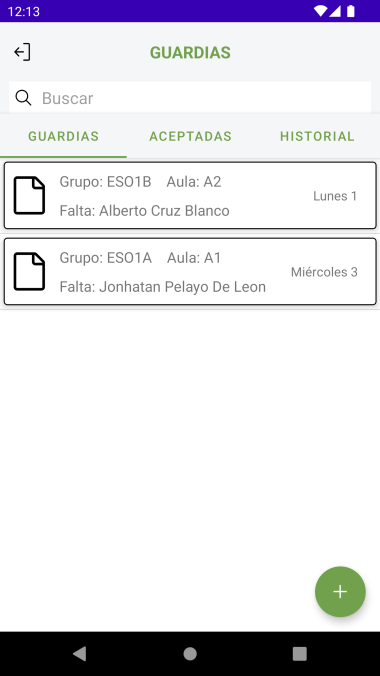 12:13
GUARDIAS
Buscar
GUARDIAS ACEPTADAS HISTORIAL
Grupo: ESO1B Aula: A2
Lunes 1
Falta: Alberto Cruz Blanco
Grupo: ESO1A Aula: A1
Miércoles 3
Falta: Jonhatan Pelayo De Leon